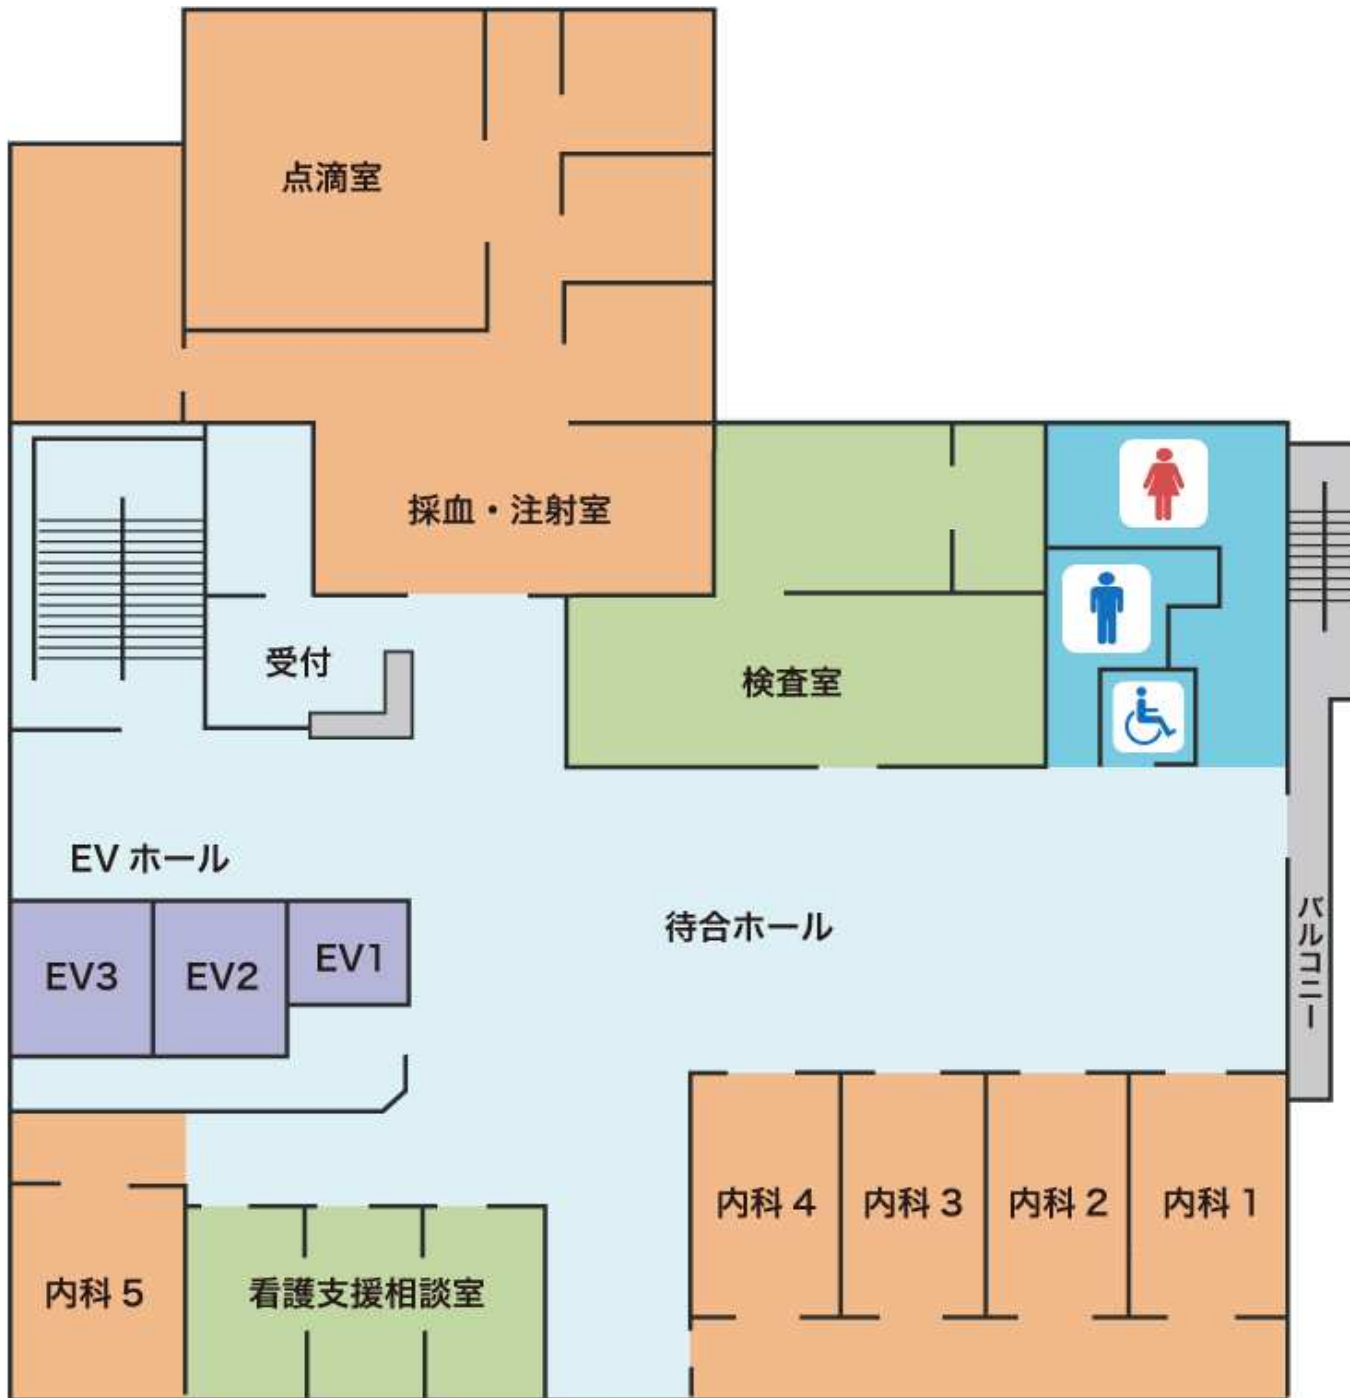 点滴室
採血・注射室
受付
検査室
EV ホール
待合ホール
バルコニー
EV3
EV2
EV1
内科 4
内科 3
内科 2
内科 1
内科 5
看護支援相談室